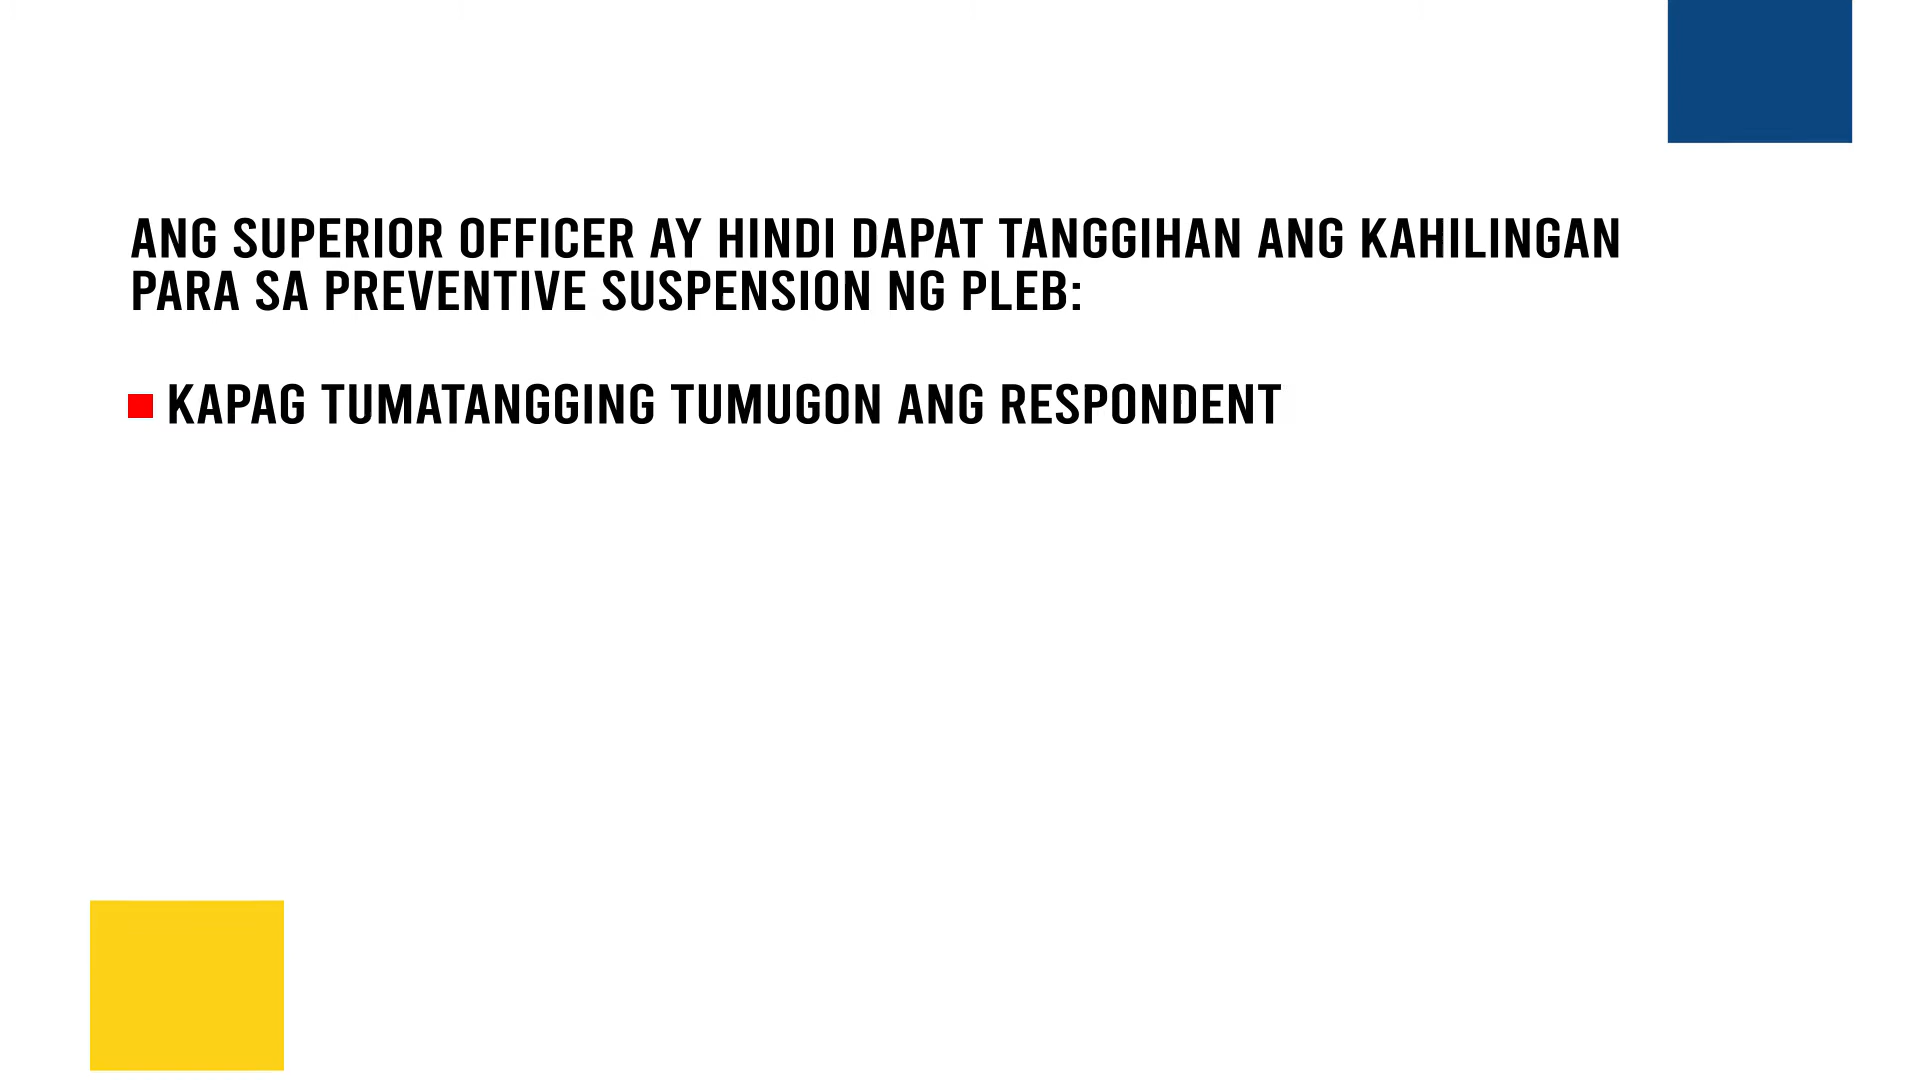 ANG SUPERIOR OFFICER AY HINDI DAPAT TANGGIHAN ANG KAHILINGAN
PARA SA PREVENTIVE SUSPENSION NG PLEB:
KAPAG TUMATANGGING TUMUGON ANG RESPONDENT